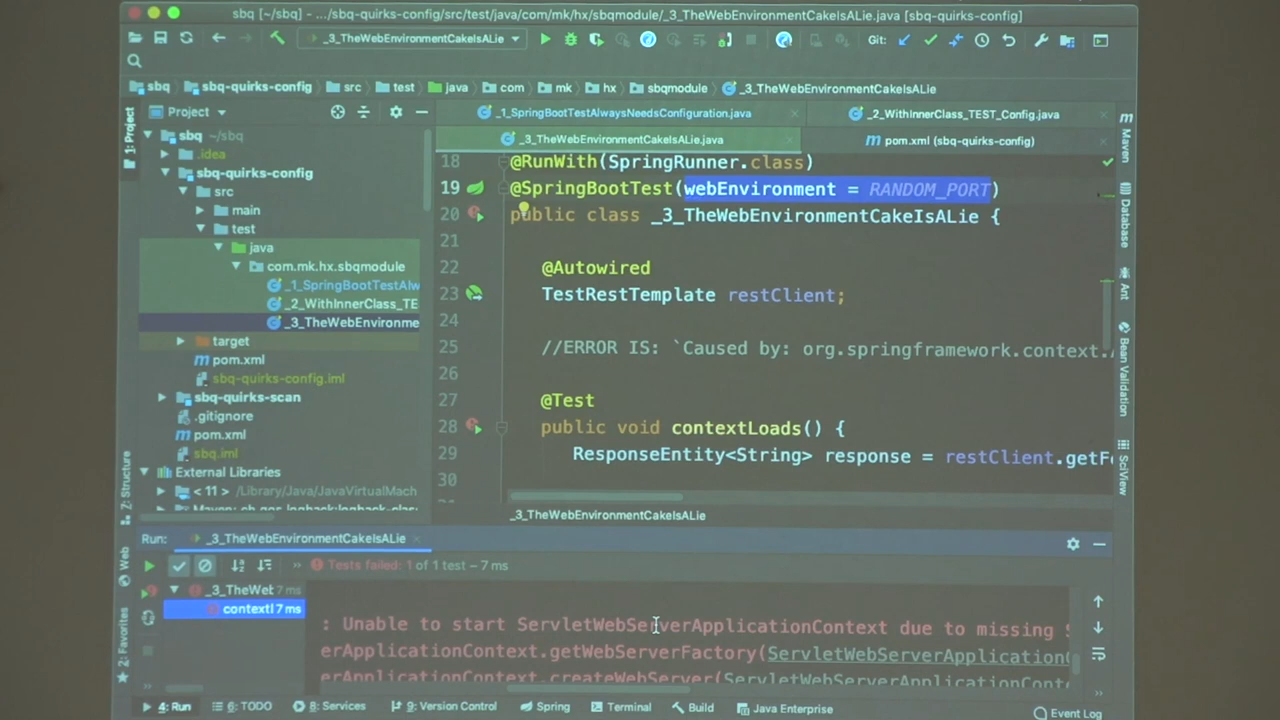 sbq [~/sbq] – .../sbq-quirks-config/src/test/java/com/mk/hx/sbqmodule/_3_TheWebEnvironmentCakeIsALie.java [sbq-quirks-config]
_3_TheWebEnvironmentCakeIsALie
Git:
sbq
sbq-quirks-config
src
test
java
com
mk
hx
sbqmodule
_3_TheWebEnvironmentCakeIsALie
1: Project
Project
_1_SpringBootTestAlwaysNeedsConfiguration.java
_2_WithInnerClass_TEST_Config.java
_3_TheWebEnvironmentCakeIsALie.java
pom.xml (sbq-quirks-config)
sbq ~/sbq
.idea
sbq-quirks-config
src
main
test
java
com.mk.hx.sbqmodule
_1_SpringBootTestAlw
_2_WithInnerClass_TE
_3_TheWebEnvironme
target
pom.xml
sbq-quirks-config.iml
sbq-quirks-scan
.gitignore
pom.xml
sbq.iml
External Libraries
< 11 > /Library/Java/JavaVirtualMach
18 @RunWith(SpringRunner.class)
19 @SpringBootTest(webEnvironment = RANDOM_PORT)
20 public class _3_TheWebEnvironmentCakeIsALie {
21
22 @Autowired
23 TestRestTemplate restClient;
24
25 //ERROR IS: `Caused by: org.springframework.context.
26
27 @Test
28 public void contextLoads() {
29 ResponseEntity<String> response = restClient.getF
30
_3_TheWebEnvironmentCakeIsALie
Maven
Database
Ant
Bean Validation
SciView
Z: Structure
Web
2: Favorites
Run: _3_TheWebEnvironmentCakeIsALie
Tests failed: 1 of 1 test – 7 ms
_3_TheWebE 7 ms
contextl 7 ms
: Unable to start ServletWebServerApplicationContext due to missing S
erApplicationContext.getWebServerFactory(ServletWebServerApplication
erApplicationContext.createWebServer(ServletWebServerApplicationCont
4: Run
6: TODO
8: Services
9: Version Control
Spring
Terminal
Build
Java Enterprise
Event Log